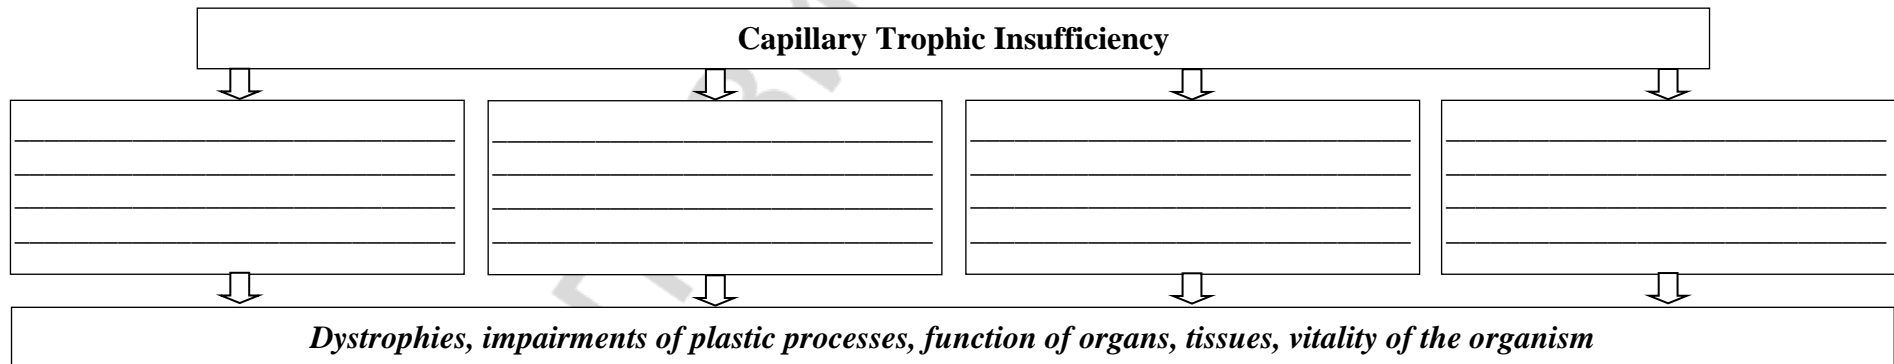 Capillary Trophic Insufficiency
Dystrophies, impairments of plastic processes, function of organs, tissues, vitality of the organism